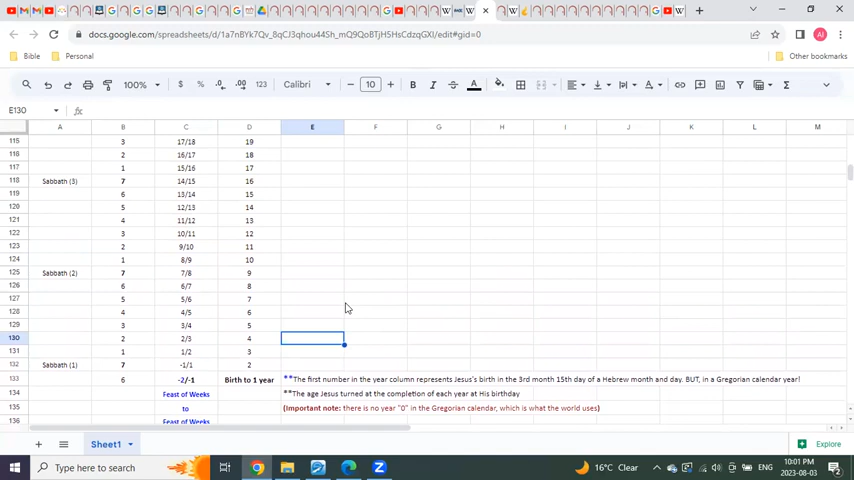 docs.google.com/spreadsheets/d/1a7nBYk7Qv_8qCJ3qhou44Sh_mQ9QoBTjH5HsCdzqGXI/edit#gid=0
Bible Personal Other bookmarks
100% $ % .0 .00 123 Calibri 10 B I A
E130 fx
A B C D E F G H I J K L M
115 3 17/18 19
116 2 16/17 18
117 1 15/16 17
118 Sabbath (3) 7 14/15 16
119 6 13/14 15
120 5 12/13 14
121 4 11/12 13
122 3 10/11 12
123 2 9/10 11
124 1 8/9 10
125 Sabbath (2) 7 7/8 9
126 6 6/7 8
127 5 5/6 7
128 4 4/5 6
129 3 3/4 5
130 2 2/3 4
131 1 1/2 3
132 Sabbath (1) 7 -1/1 2
133 6 -2/-1 Birth to 1 year **The first number in the year column represents Jesus's birth in the 3rd month 15th day of a Hebrew month and day. BUT, in a Gregorian calendar year!
134 Feast of Weeks **The age Jesus turned at the completion of each year at His birthday
135 to (Important note: there is no year "0" in the Gregorian calendar, which is what the world uses)
136 Feast of Weeks
Sheet1 Explore
Type here to search 16°C Clear ENG 10:01 PM 2023-08-03 2